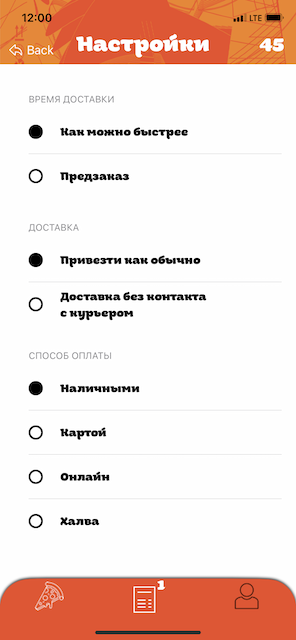 12:00
LTE
Back
Настройки
45
ВРЕМЯ ДОСТАВКИ
Как можно быстрее
Предзаказ
ДОСТАВКА
Привезти как обычно
Доставка без контакта
с курьером
СПОСОБ ОПЛАТЫ
Наличными
Картой
Онлайн
Халва
1